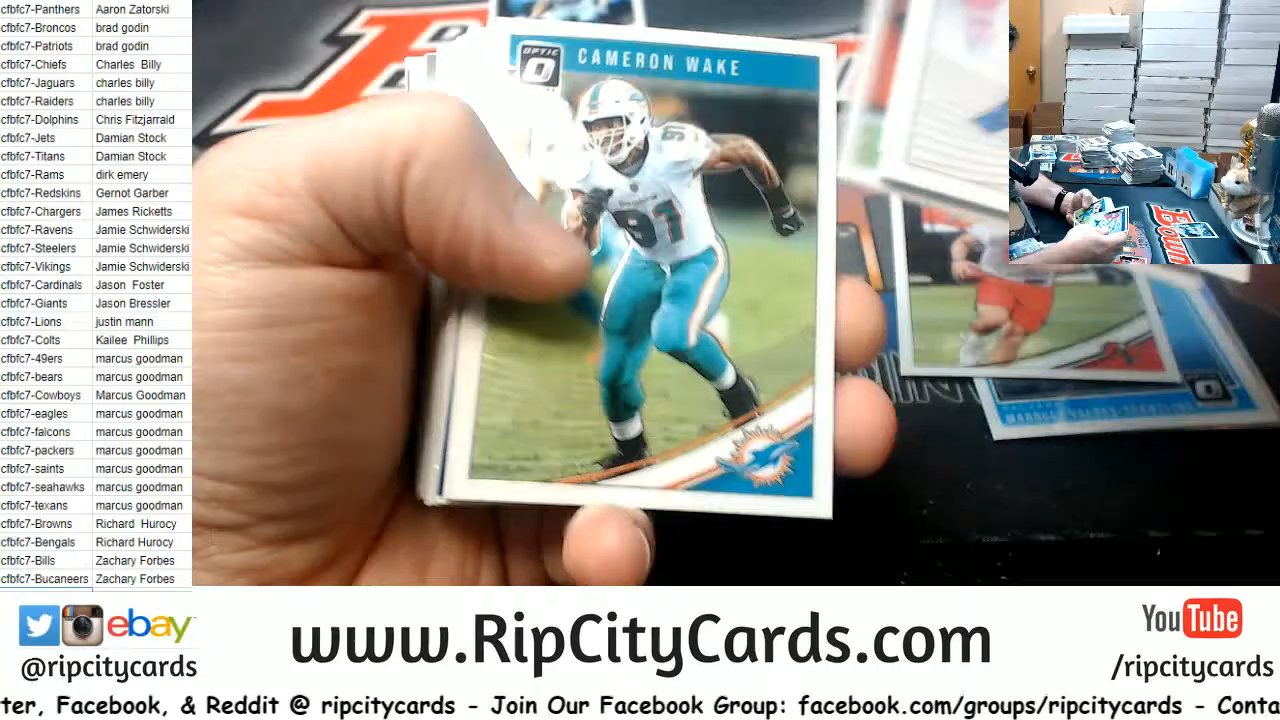 cfbfc7-Panthers Aaron Zatorski
cfbfc7-Broncos brad godin
cfbfc7-Patriots brad godin
cfbfc7-Chiefs Charles Billy
cfbfc7-Jaguars charles billy
cfbfc7-Raiders charles billy
cfbfc7-Dolphins Chris Fitzjarrald
cfbfc7-Jets Damian Stock
cfbfc7-Titans Damian Stock
cfbfc7-Rams dirk emery
cfbfc7-Redskins Gernot Garber
cfbfc7-Chargers James Ricketts
cfbfc7-Ravens Jamie Schwiderski
cfbfc7-Steelers Jamie Schwiderski
cfbfc7-Vikings Jamie Schwiderski
cfbfc7-Cardinals Jason Foster
cfbfc7-Giants Jason Bressler
cfbfc7-Lions justin mann
cfbfc7-Colts Kailee Phillips
cfbfc7-49ers marcus goodman
cfbfc7-bears marcus goodman
cfbfc7-Cowboys Marcus Goodman
cfbfc7-eagles marcus goodman
cfbfc7-falcons marcus goodman
cfbfc7-packers marcus goodman
cfbfc7-saints marcus goodman
cfbfc7-seahawks marcus goodman
cfbfc7-texans marcus goodman
cfbfc7-Browns Richard Hurocy
cfbfc7-Bengals Richard Hurocy
cfbfc7-Bills Zachary Forbes
cfbfc7-Bucaneers Zachary Forbes
OPTIC
CAMERON WAKE
91
91
ebay
@ripcitycards
www.RipCityCards.com
YouTube
/ripcitycards
ter, Facebook, & Reddit @ ripcitycards - Join Our Facebook Group: facebook.com/groups/ripcitycards - Conta